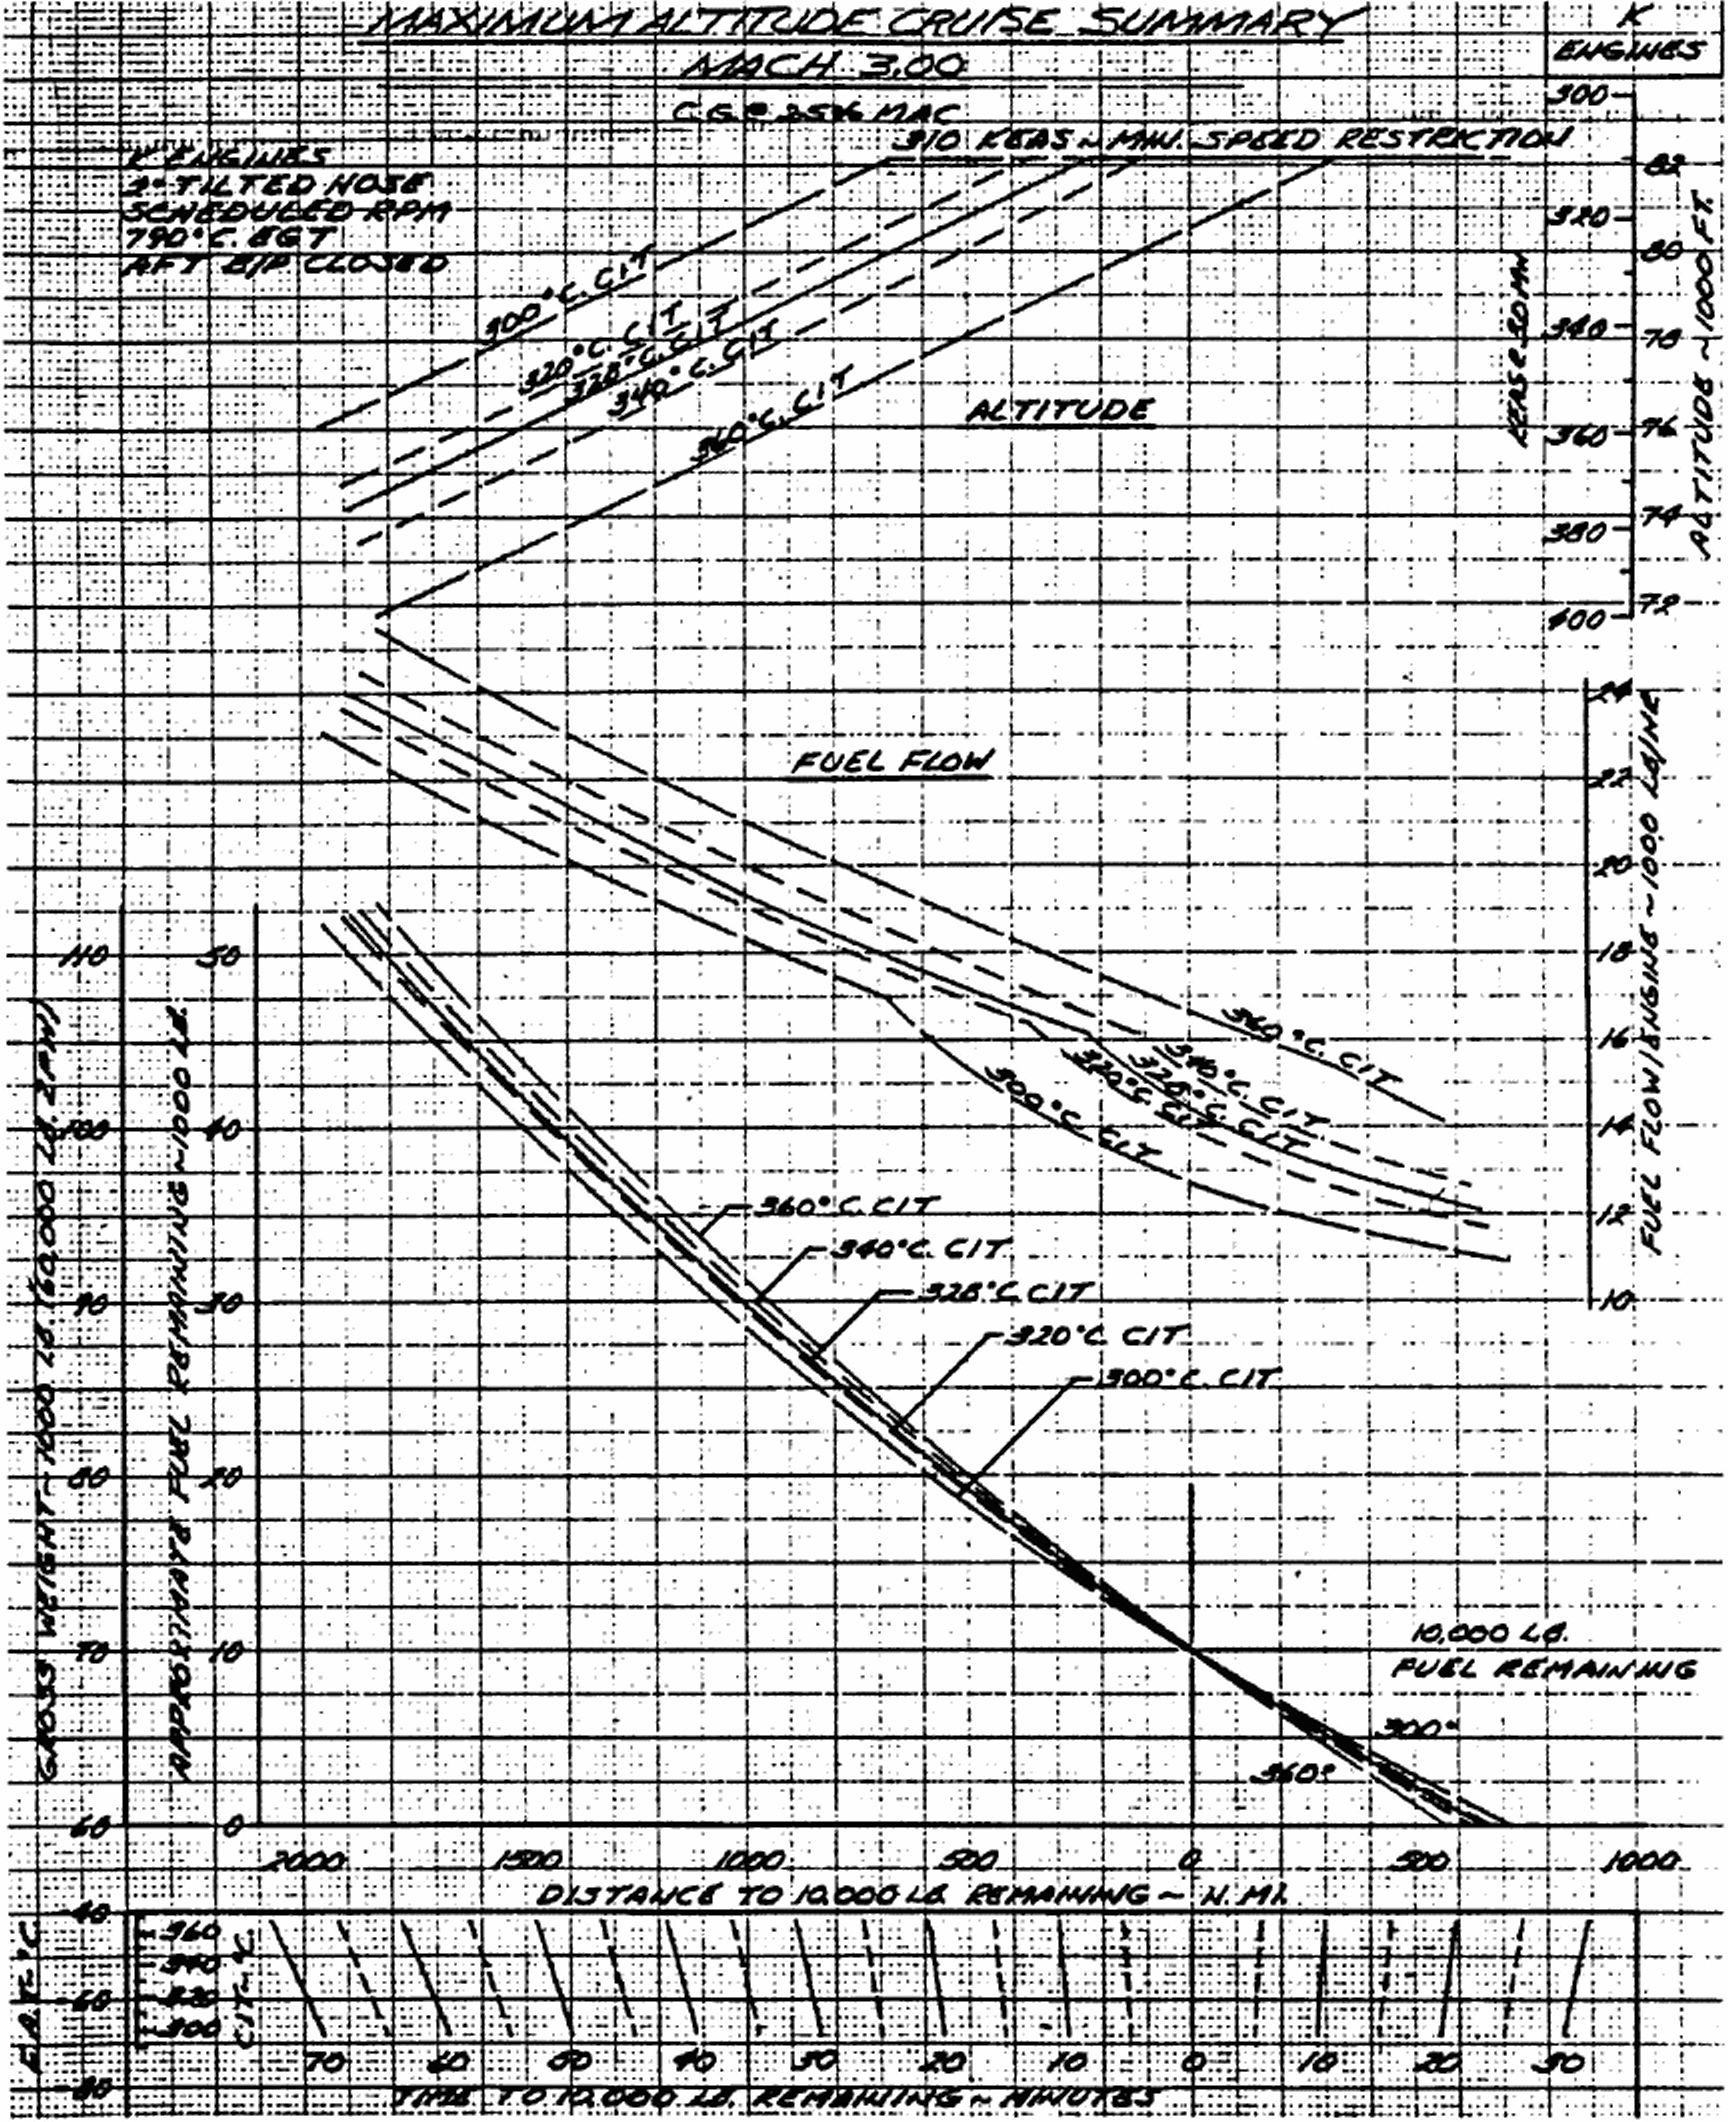 MAXIMUM ALTITUDE CRUISE SUMMARY
MACH 3.00
C.G. @ 25% MAC
K
ENGINES
K ENGINES
2° TILTED NOSE
SCHEDULED RPM
790°C. EGT
AFT B/P CLOSED
310 KEAS ~ MIN. SPEED RESTRICTION
300
320
340
360
380
400
KEAS @ 3.0 MN
82
80
78
76
74
72
ALTITUDE ~ 1000 FT.
300°C. CIT
320°C. CIT
328°C. CIT
340°C. CIT
360°C. CIT
ALTITUDE
FUEL FLOW
24
22
20
18
16
14
12
10
FUEL FLOW/ENGINE ~ 1000 LB/HR
360°C. CIT
340°C. CIT
328°C. CIT
320°C. CIT
300°C. CIT
110
100
90
80
70
60
GROSS WEIGHT ~ 1000 LB. (60,000 LB. ZFW)
50
40
30
20
10
0
APPROXIMATE FUEL REMAINING ~ 1000 LB.
360°C. CIT
340°C. CIT
328°C. CIT
320°C. CIT
300°C. CIT
10,000 LB.
FUEL REMAINING
300°
360°
2000 1500 1000 500 0 500 1000
DISTANCE TO 10,000 LB. REMAINING ~ N. MI.
-40
-60
-80
360
340
320
300
CIT ~ °C
70 60 50 40 30 20 10 0 10 20 30
TIME TO 10,000 LB. REMAINING ~ MINUTES